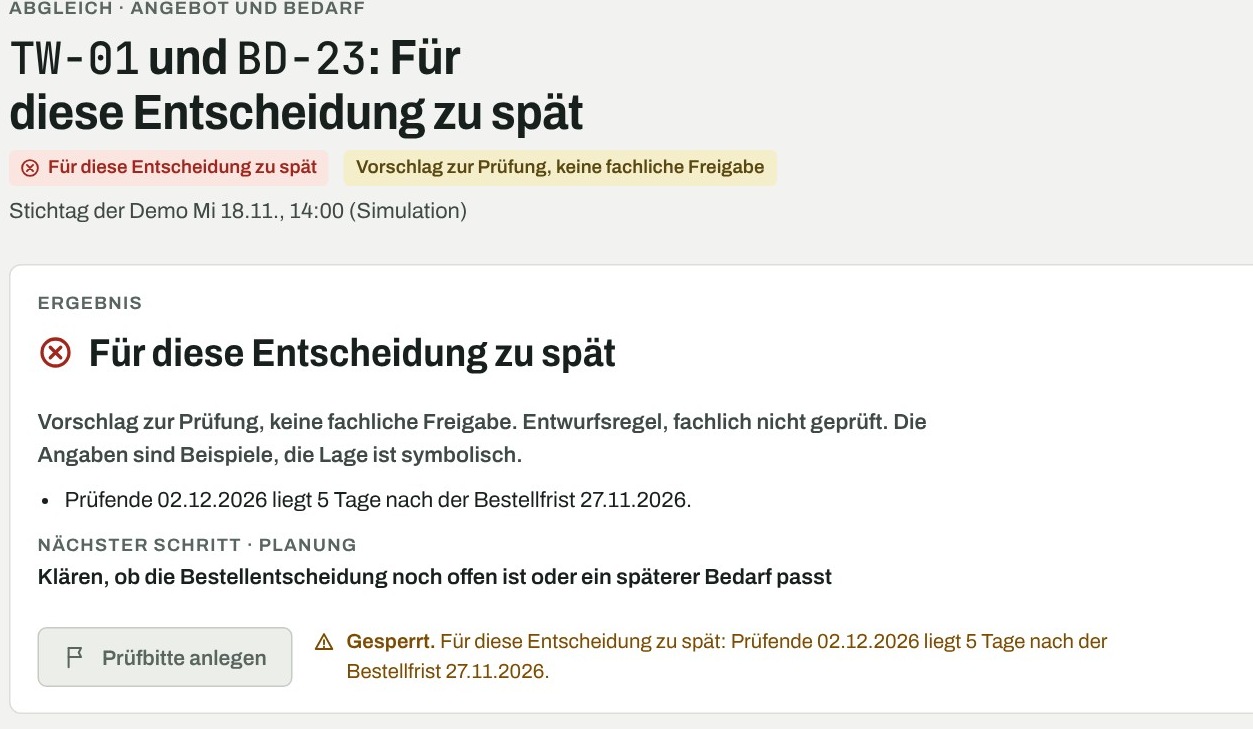 ABGLEICH · ANGEBOT UND BEDARF
TW-01 und BD-23: Für
diese Entscheidung zu spät
Für diese Entscheidung zu spät
Vorschlag zur Prüfung, keine fachliche Freigabe
Stichtag der Demo Mi 18.11., 14:00 (Simulation)
ERGEBNIS
Für diese Entscheidung zu spät
Vorschlag zur Prüfung, keine fachliche Freigabe. Entwurfsregel, fachlich nicht geprüft. Die
Angaben sind Beispiele, die Lage ist symbolisch.
• Prüfende 02.12.2026 liegt 5 Tage nach der Bestellfrist 27.11.2026.
NÄCHSTER SCHRITT · PLANUNG
Klären, ob die Bestellentscheidung noch offen ist oder ein späterer Bedarf passt
Prüfbitte anlegen
Gesperrt. Für diese Entscheidung zu spät: Prüfende 02.12.2026 liegt 5 Tage nach der
Bestellfrist 27.11.2026.